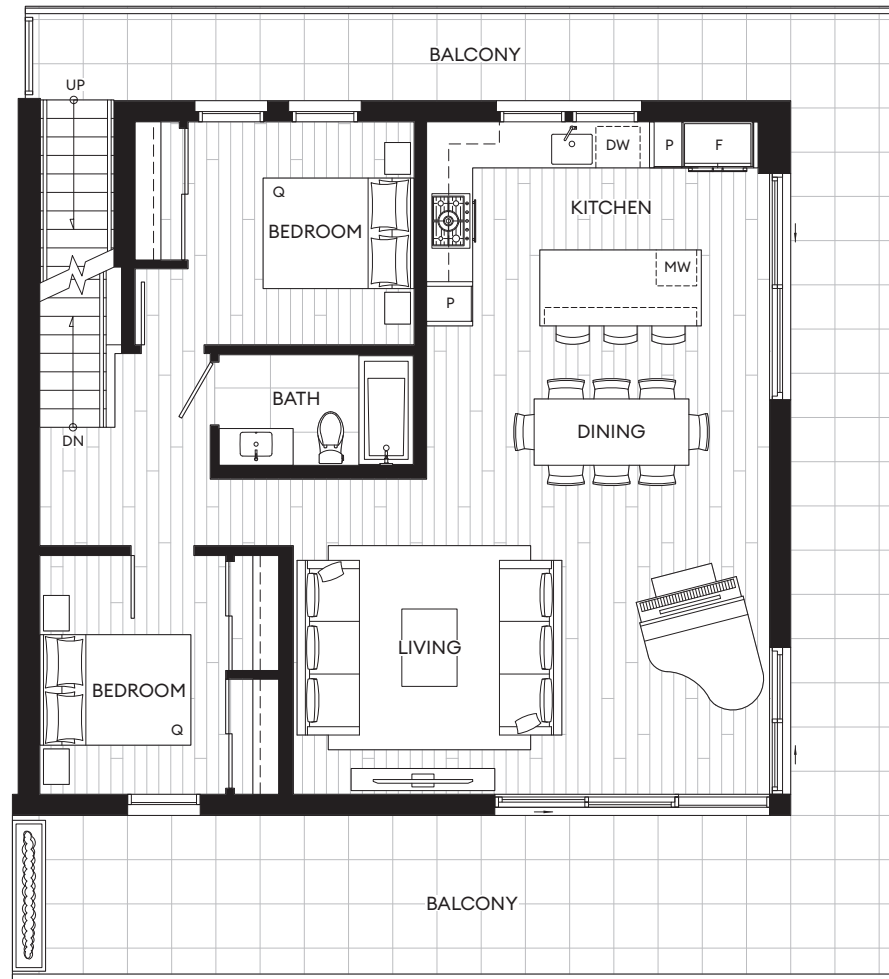 BALCONY
UP
DW
P
F
Q
BEDROOM
KITCHEN
MW
P
BATH
DINING
DN
LIVING
BEDROOM
Q
BALCONY